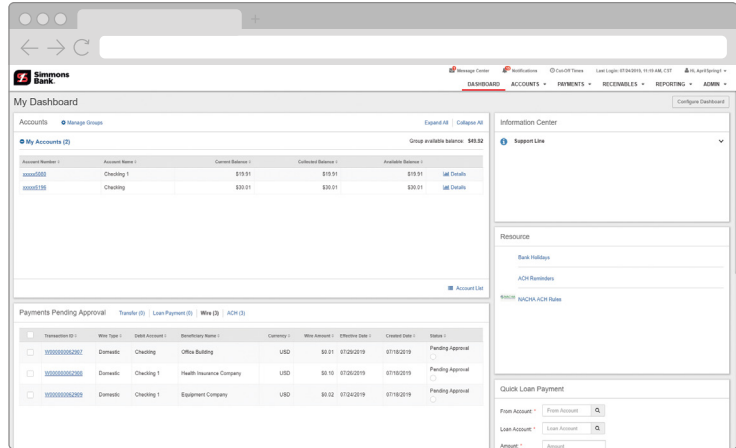 Simmons
Bank.
Message Center Notifications Cut-Off Times Last Login: 07/24/2019, 11:19 AM, CST Hi, AprilSpring1
DASHBOARD ACCOUNTS PAYMENTS RECEIVABLES REPORTING ADMIN
My Dashboard
Configure Dashboard
Accounts Manage Groups Expand All Collapse All
My Accounts (2) Group available balance: $49.92
Account Number Account Name Current Balance Collected Balance Available Balance
xxxxx5000 Checking 1 $19.91 $19.91 $19.91 Details
xxxxx5196 Checking $30.01 $30.01 $30.01 Details
Account List
Information Center
Support Line
Resource
Bank Holidays
ACH Reminders
NACHA ACH Rules
Payments Pending Approval Transfer (0) Loan Payment (0) Wire (3) ACH (3)
Transaction ID Wire Type Debit Account Beneficiary Name Currency Wire Amount Effective Date Created Date Status
W000000062907 Domestic Checking Office Building USD $0.01 07/29/2019 07/18/2019 Pending Approval
W000000062908 Domestic Checking 1 Health Insurance Company USD $0.10 07/26/2019 07/18/2019 Pending Approval
W000000062909 Domestic Checking 1 Equipment Company USD $0.02 07/24/2019 07/18/2019 Pending Approval
Quick Loan Payment
From Account: * From Account
Loan Account: * Loan Account
Amount: * Amount